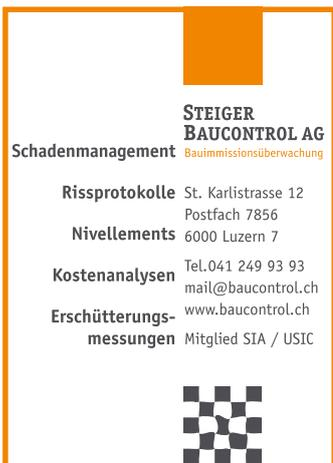 STEIGER
BAUCONTROL AG
Bauimmissionsüberwachung
Schadenmanagement
Rissprotokolle
Nivellements
Kostenanalysen
Erschütterungs-
messungen
St. Karlistrasse 12
Postfach 7856
6000 Luzern 7
Tel.041 249 93 93
mail@baucontrol.ch
www.baucontrol.ch
Mitglied SIA / USIC